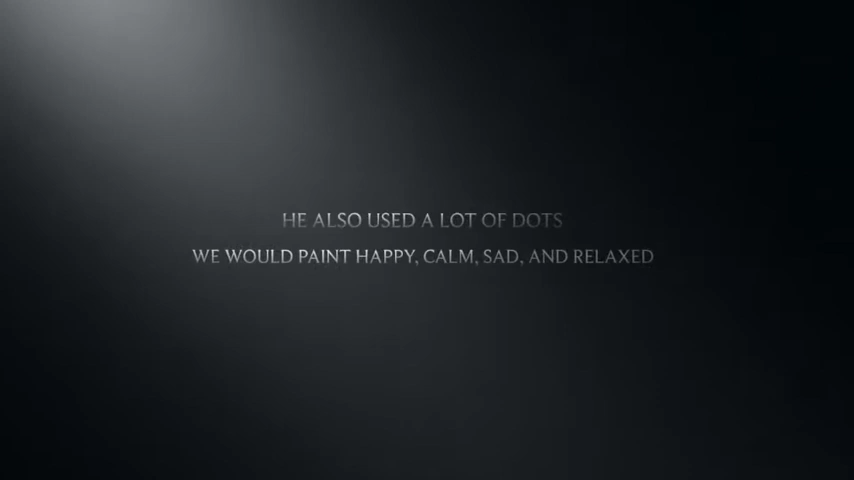 HE ALSO USED A LOT OF DOTS
WE WOULD PAINT HAPPY, CALM, SAD, AND RELAXED